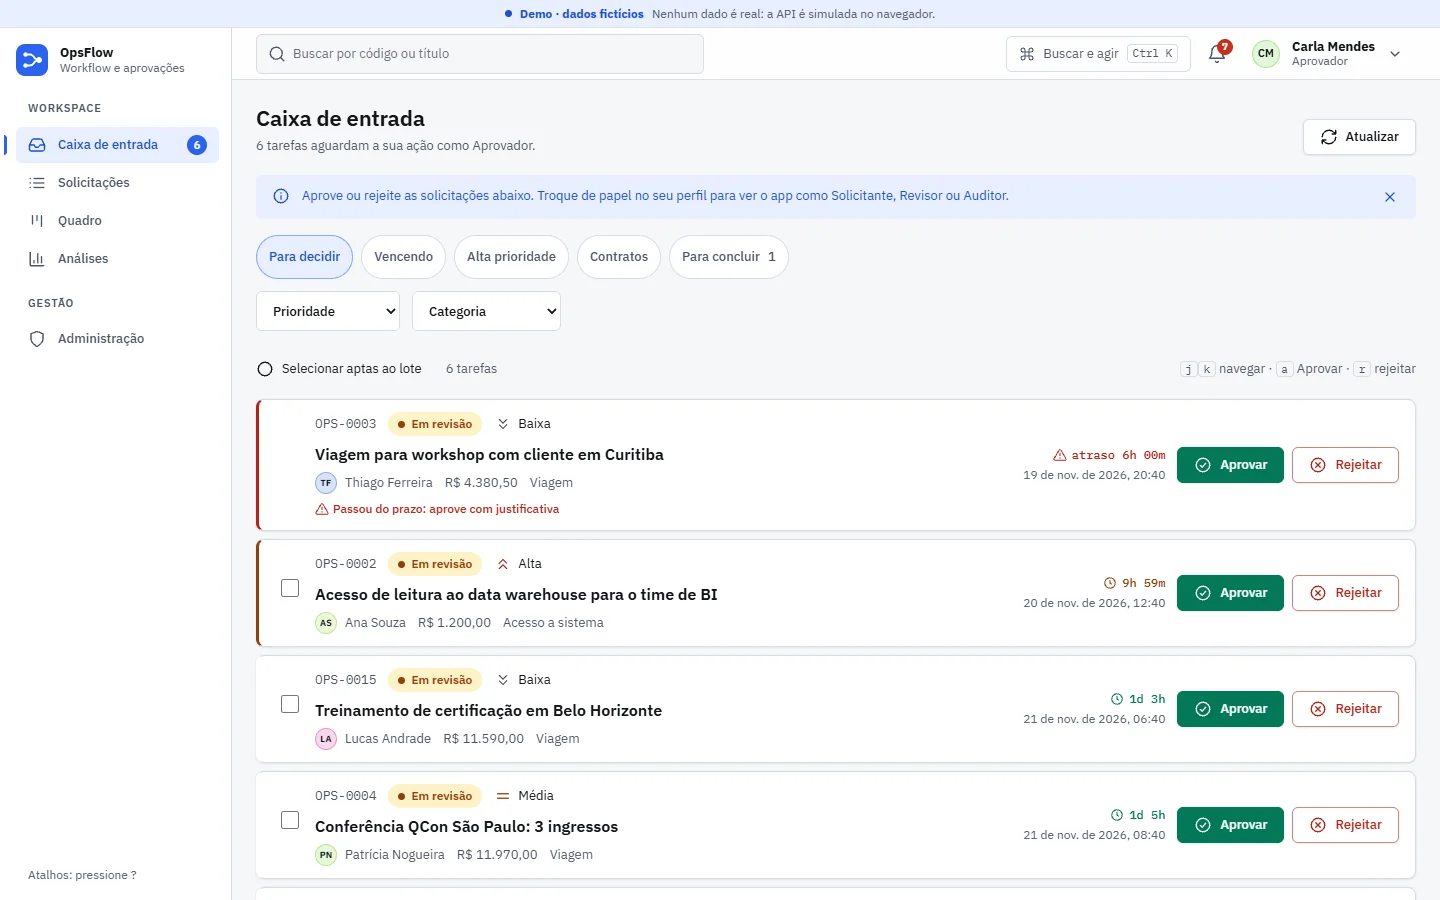 Demo · dados fictícios Nenhum dado é real: a API é simulada no navegador.
OpsFlow
Workflow e aprovações
Buscar por código ou título
Buscar e agir Ctrl K
7
CM
Carla Mendes
Aprovador
WORKSPACE
Caixa de entrada 6
Solicitações
Quadro
Análises
GESTÃO
Administração
Atalhos: pressione ?
Caixa de entrada
6 tarefas aguardam a sua ação como Aprovador.
Atualizar
Aprove ou rejeite as solicitações abaixo. Troque de papel no seu perfil para ver o app como Solicitante, Revisor ou Auditor.
Para decidir Vencendo Alta prioridade Contratos Para concluir 1
Prioridade Categoria
Selecionar aptas ao lote 6 tarefas
j k navegar · a Aprovar · r rejeitar
OPS-0003 Em revisão Baixa
Viagem para workshop com cliente em Curitiba
TF Thiago Ferreira R$ 4.380,50 Viagem
Passou do prazo: aprove com justificativa
atraso 6h 00m
19 de nov. de 2026, 20:40
Aprovar Rejeitar
OPS-0002 Em revisão Alta
Acesso de leitura ao data warehouse para o time de BI
AS Ana Souza R$ 1.200,00 Acesso a sistema
9h 59m
20 de nov. de 2026, 12:40
Aprovar Rejeitar
OPS-0015 Em revisão Baixa
Treinamento de certificação em Belo Horizonte
LA Lucas Andrade R$ 11.590,00 Viagem
1d 3h
21 de nov. de 2026, 06:40
Aprovar Rejeitar
OPS-0004 Em revisão Média
Conferência QCon São Paulo: 3 ingressos
PN Patrícia Nogueira R$ 11.970,00 Viagem
1d 5h
21 de nov. de 2026, 08:40
Aprovar Rejeitar